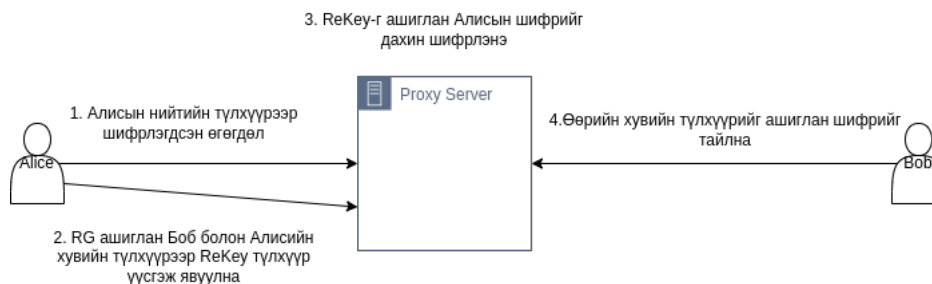 3. ReKey-г ашиглан Алисын шифрийг
дахин шифрлэнэ
Proxy Server
1. Алисын нийтийн түлхүүрээр
шифрлэгдсэн өгөгдөл
4.Өөрийн хувийн түлхүүрийг ашиглан шифрийг
тайлна
Alice
Bob
2. RG ашиглан Боб болон Алисийн
хувийн түлхүүрээр ReKey түлхүүр
үүсгэж явуулна